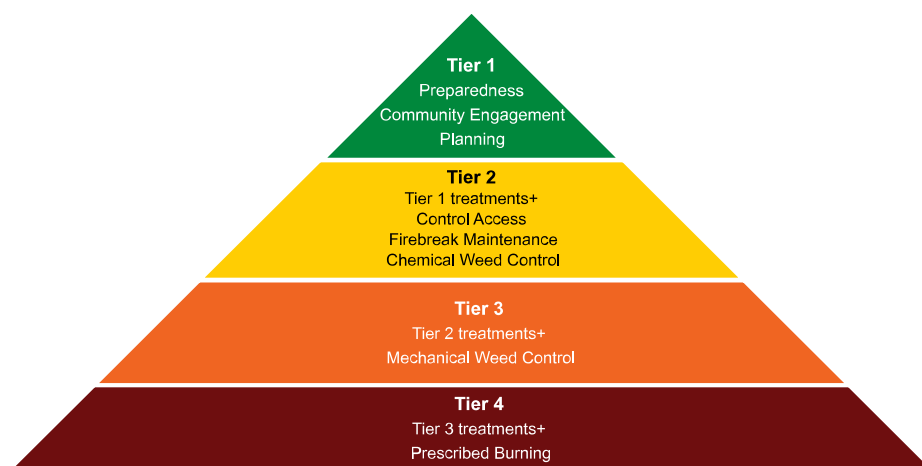 Tier 1
Preparedness
Community Engagement
Planning
Tier 2
Tier 1 treatments+
Control Access
Firebreak Maintenance
Chemical Weed Control
Tier 3
Tier 2 treatments+
Mechanical Weed Control
Tier 4
Tier 3 treatments+
Prescribed Burning